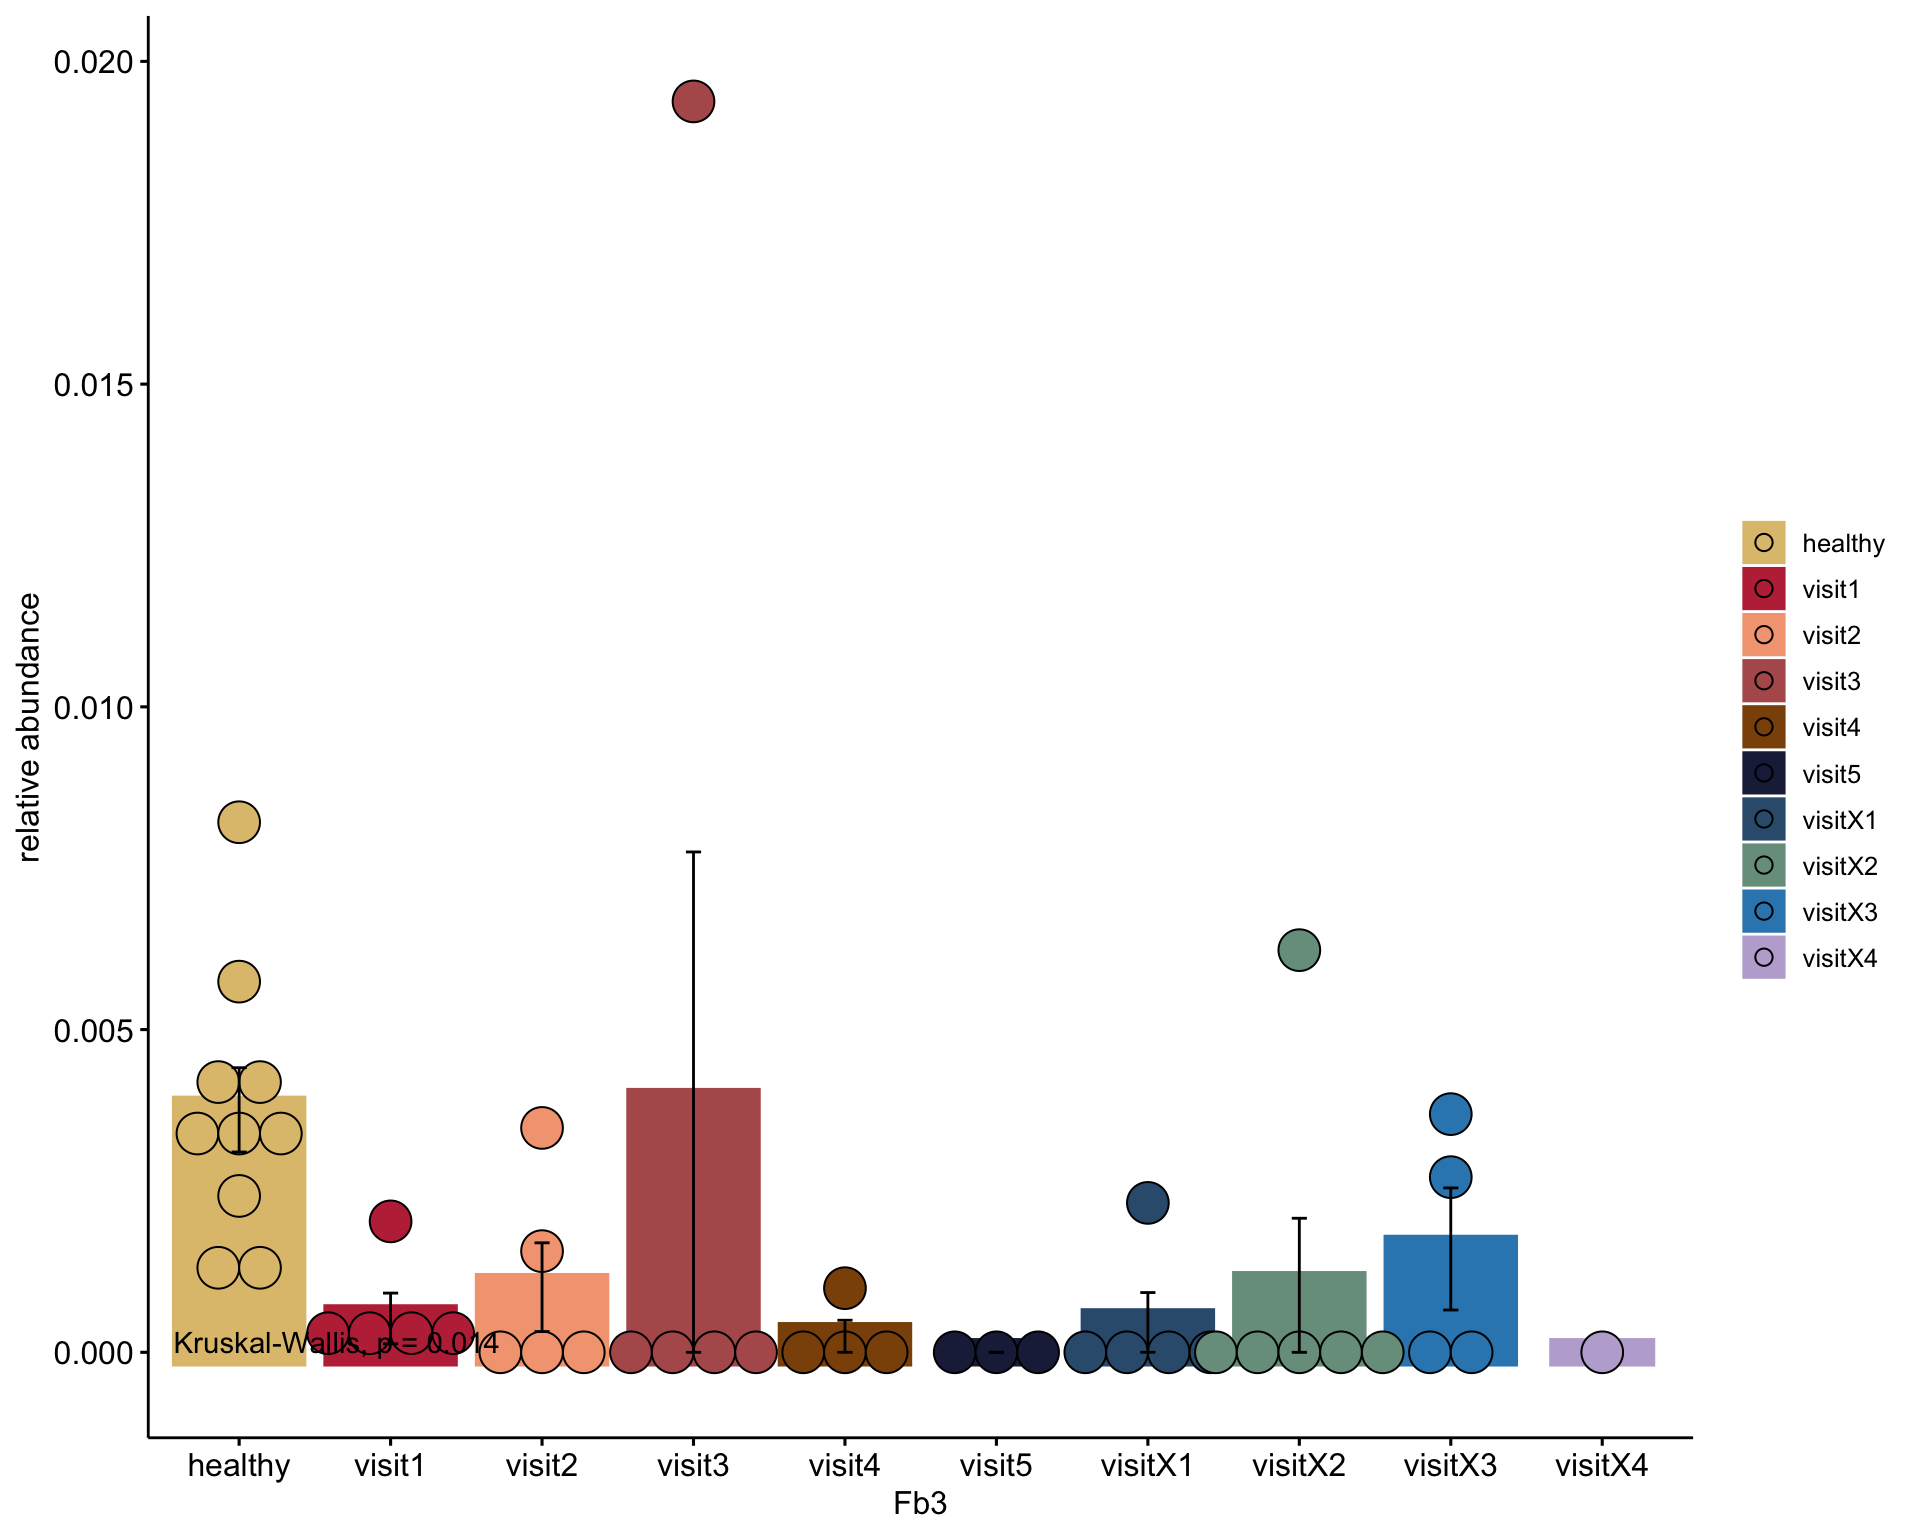 0.020
0.015
0.010
0.005
0.000
relative abundance
Kruskal-Wallis, p = 0.014
healthy visit1 visit2 visit3 visit4 visit5 visitX1 visitX2 visitX3 visitX4
Fb3
healthy
visit1
visit2
visit3
visit4
visit5
visitX1
visitX2
visitX3
visitX4